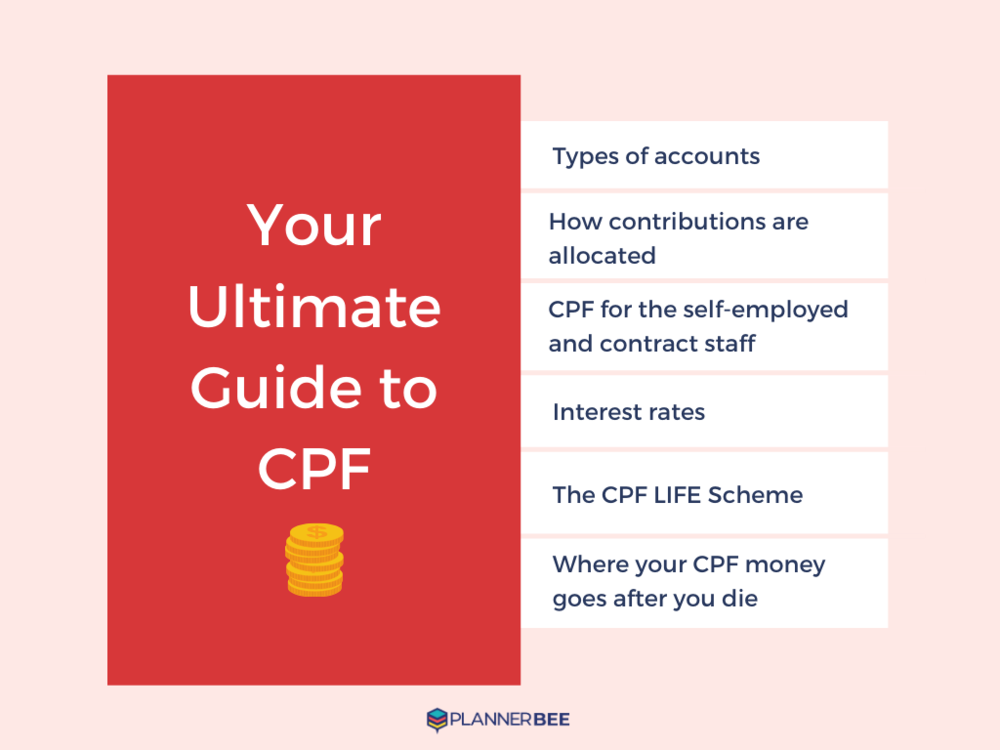 Your
Ultimate
Guide to
CPF
$
Types of accounts
How contributions are
allocated
CPF for the self-employed
and contract staff
Interest rates
The CPF LIFE Scheme
Where your CPF money
goes after you die
PLANNERBEE